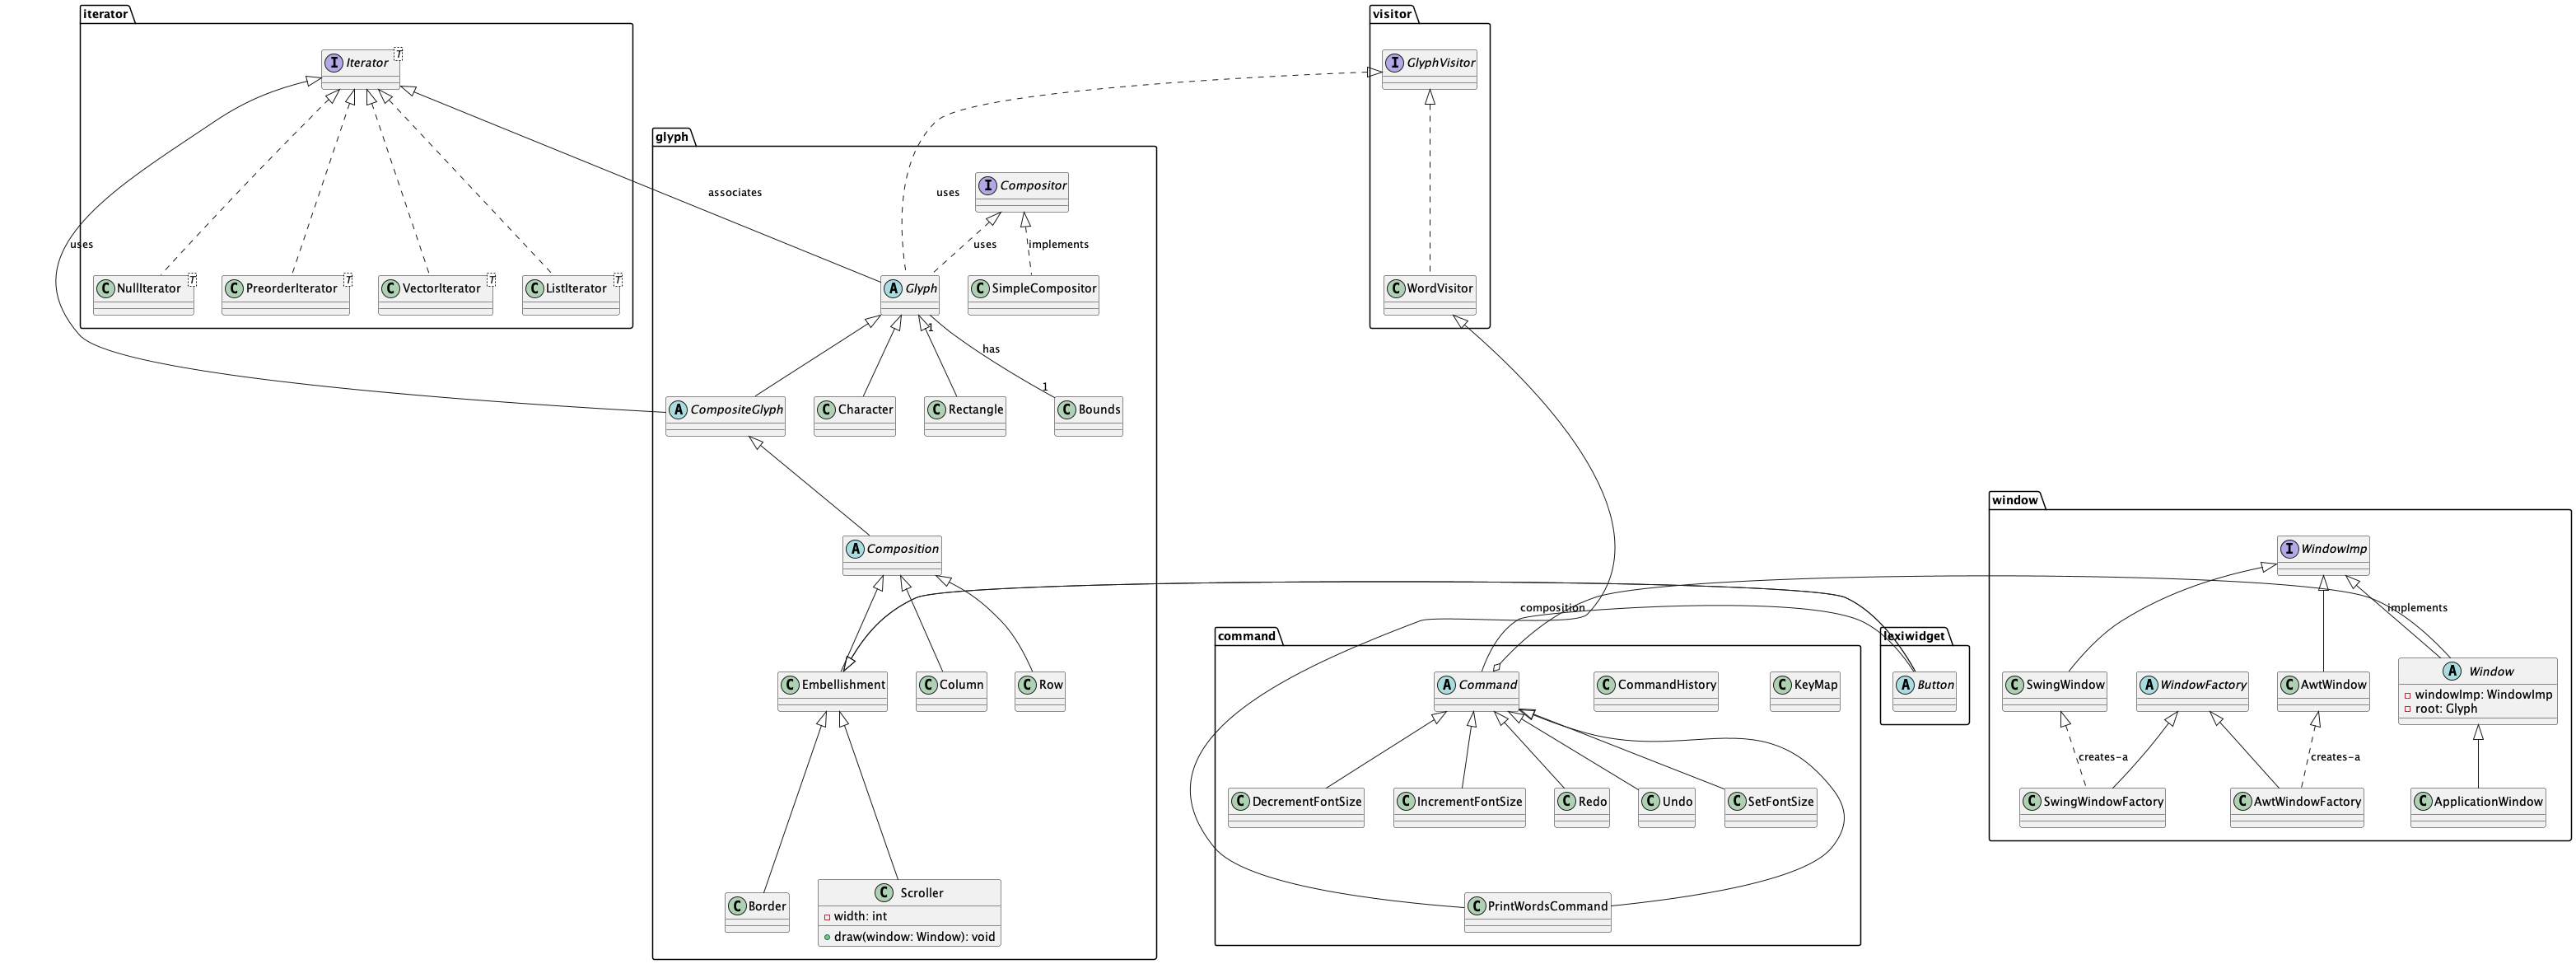 iterator
I Iterator T
uses
C NullIterator T
C PreorderIterator T
C VectorIterator T
C ListIterator T
glyph
associates
uses
I Compositor
uses
implements
A Glyph
C SimpleCompositor
1
has
1
A CompositeGlyph
C Character
C Rectangle
C Bounds
A Composition
C Embellishment
C Column
C Row
C Border
C Scroller
width: int
draw(window: Window): void
visitor
I GlyphVisitor
C WordVisitor
composition
command
A Command
C CommandHistory
C KeyMap
C DecrementFontSize
C IncrementFontSize
C Redo
C Undo
C SetFontSize
C PrintWordsCommand
lexiwidget
A Button
window
I WindowImp
implements
C SwingWindow
A WindowFactory
C AwtWindow
A Window
windowImp: WindowImp
root: Glyph
creates-a
creates-a
C SwingWindowFactory
C AwtWindowFactory
C ApplicationWindow